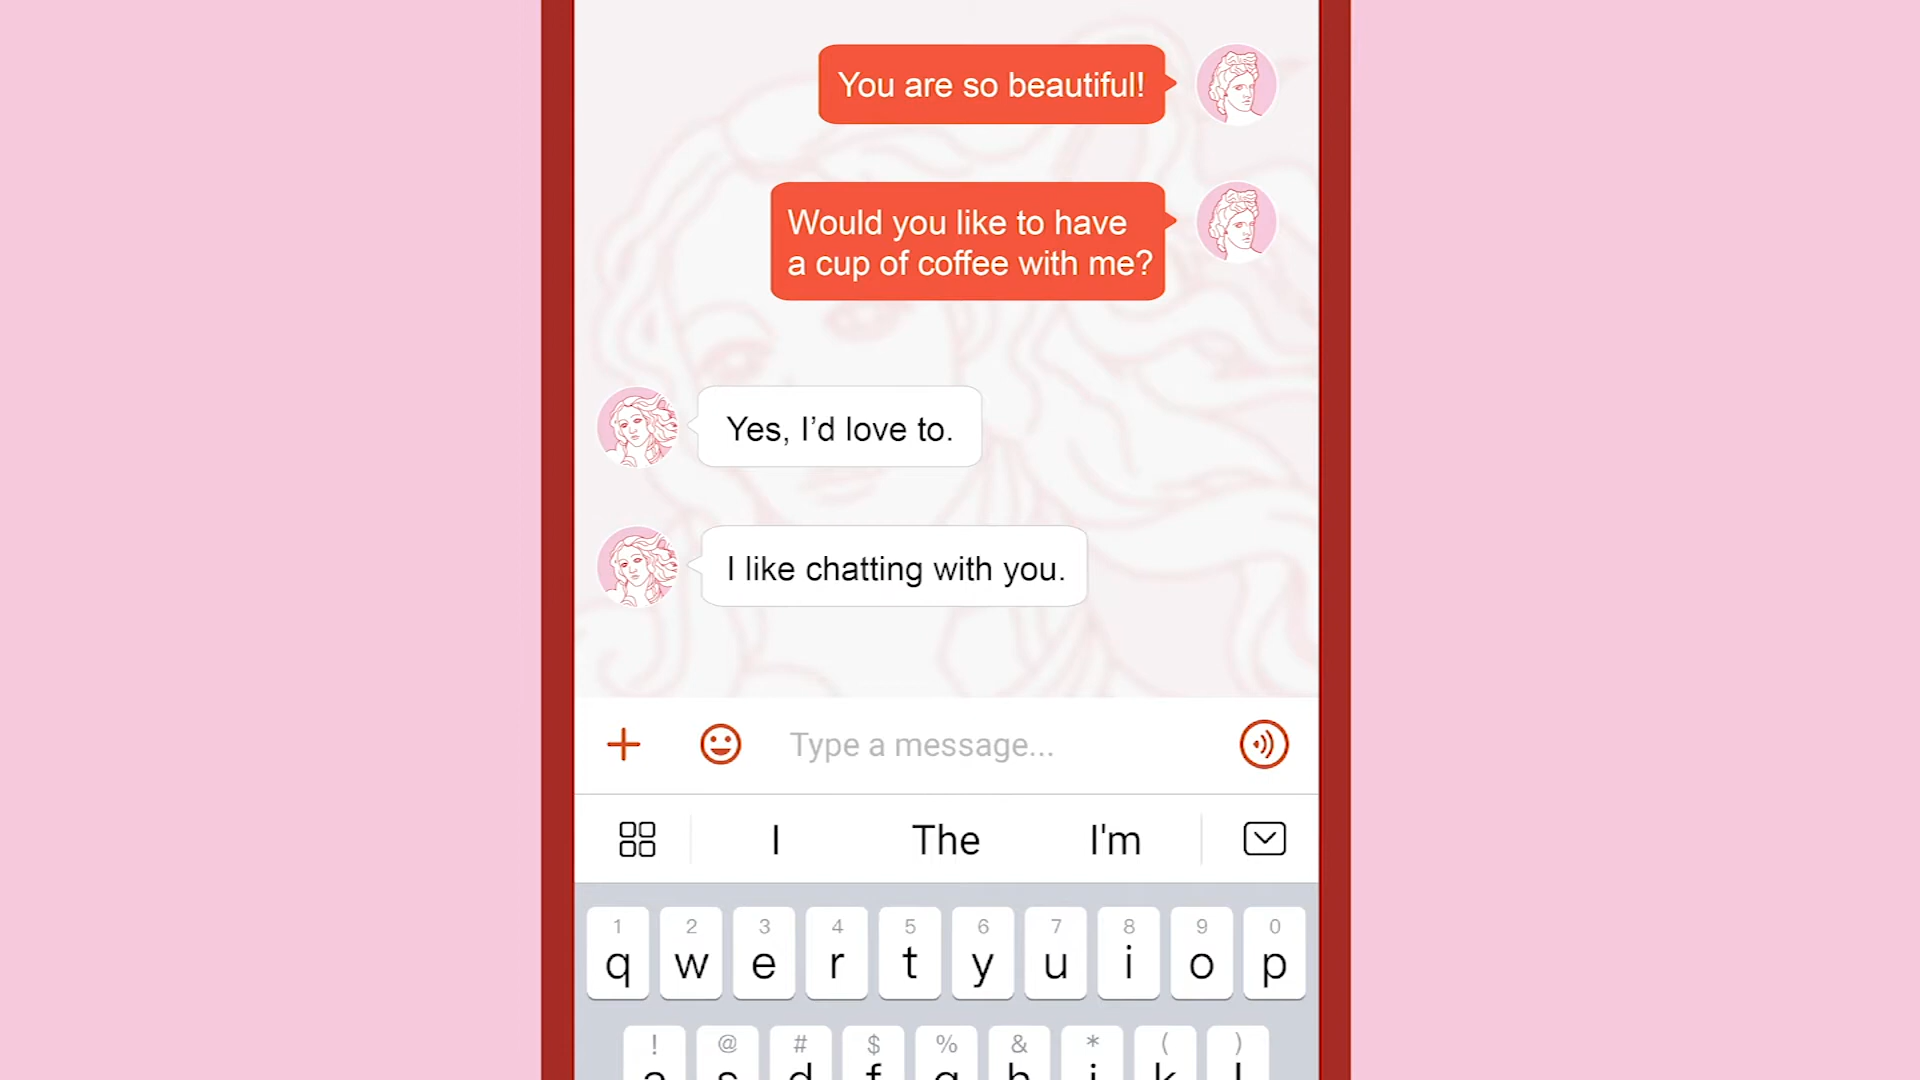 You are so beautiful!
Would you like to have
a cup of coffee with me?
Yes, I’d love to.
I like chatting with you.
Type a message...
I The I'm
1 2 3 4 5 6 7 8 9 0
q w e r t y u i o p
! @ # $ % & * ( )
a s d f g h j k l